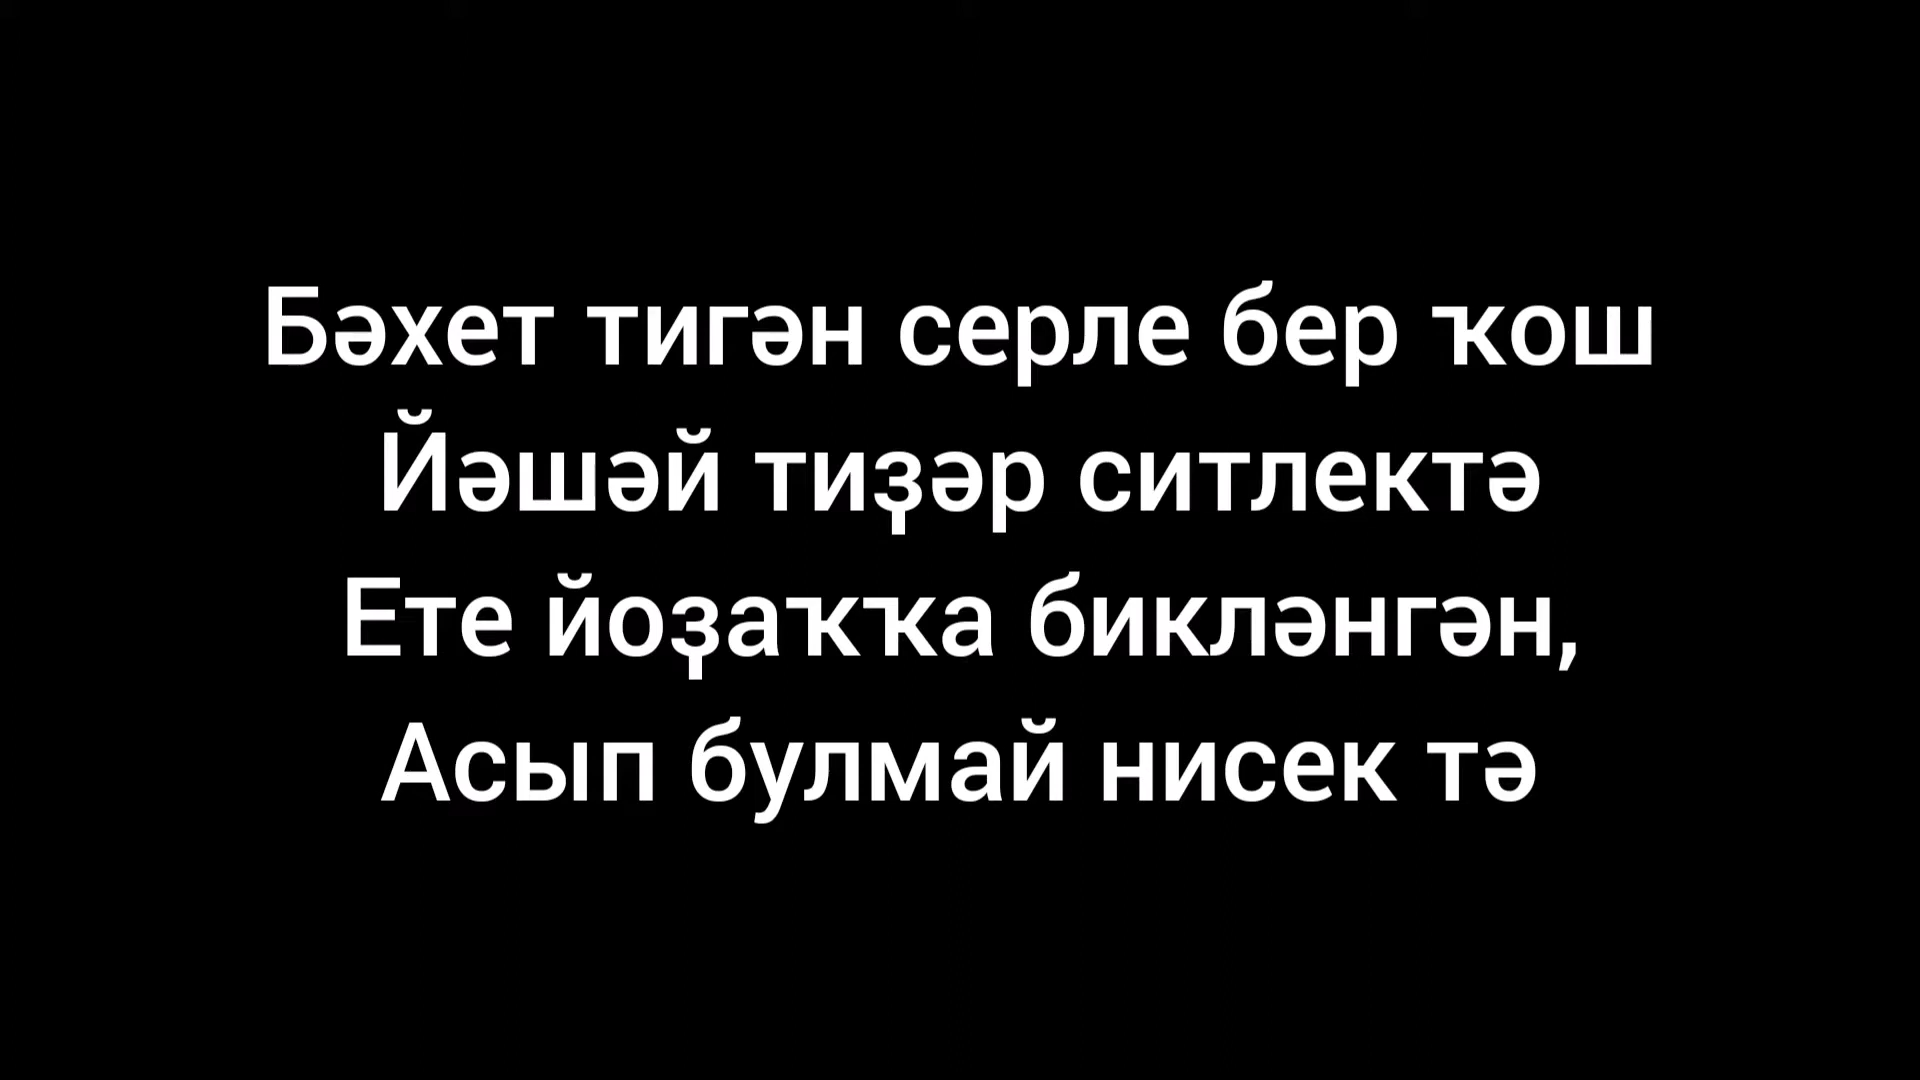 Бәхет тигән серле бер ҡош
Йәшәй тиҙәр ситлектә
Ете йоҙаҡҡа бикләнгән,
Асып булмай нисек тә